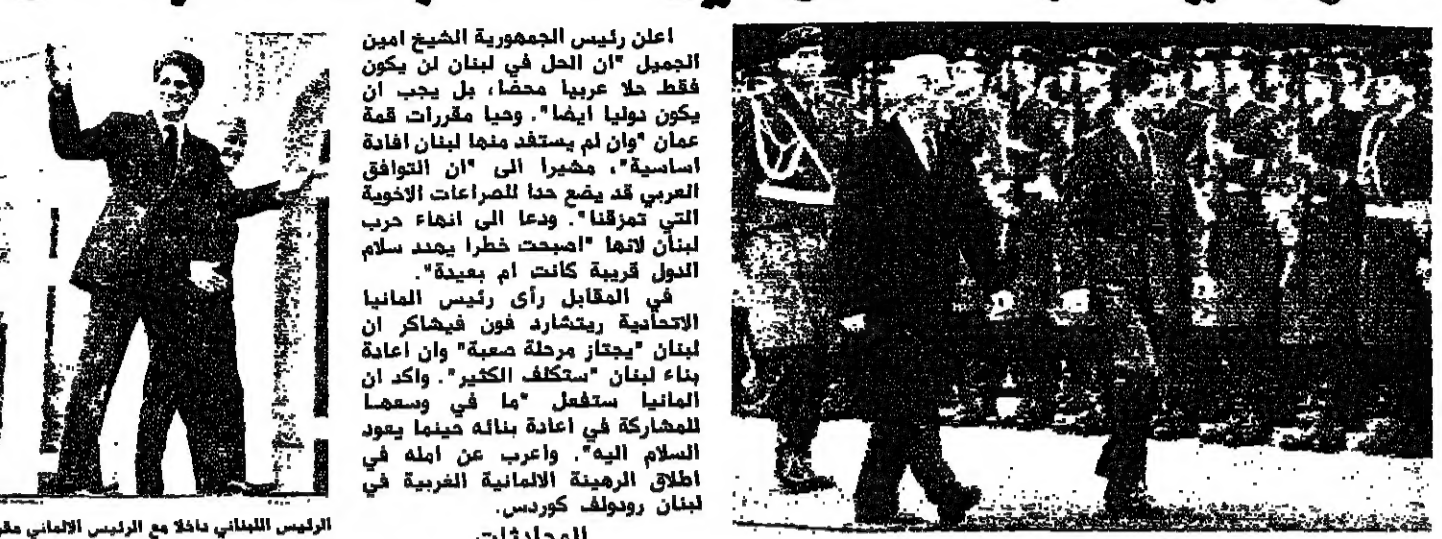 اعلن رئيس الجمهورية الشيخ امين
الجميل "ان الحل في لبنان لن يكون
فقط حلا عربيا محضا، بل يجب ان
يكون دوليا ايضا". وحيا مقررات قمة
عمان "وان لم يستفد منها لبنان افادة
اساسية"، مشيرا الى "ان التوافق
العربي قد يضع حدا للصراعات الاخوية
التي تمزقنا". ودعا الى انهاء حرب
لبنان لانها "اصبحت خطرا يهدد سلام
الدول قريبة كانت ام بعيدة".
في المقابل رأى رئيس المانيا
الاتحادية ريتشارد فون فيشاكر ان
لبنان "يجتاز مرحلة صعبة" وان اعادة
بناء لبنان "ستكلف الكثير". واكد ان
المانيا ستفعل "ما في وسعها
للمشاركة في اعادة بنائه حينما يعود
السلام اليه". واعرب عن امله في
اطلاق الرهينة الالمانية الغربية في
لبنان رودولف كوردس.
المحادثات
الرئيس اللبناني داخلا مع الرئيس الالماني مقر